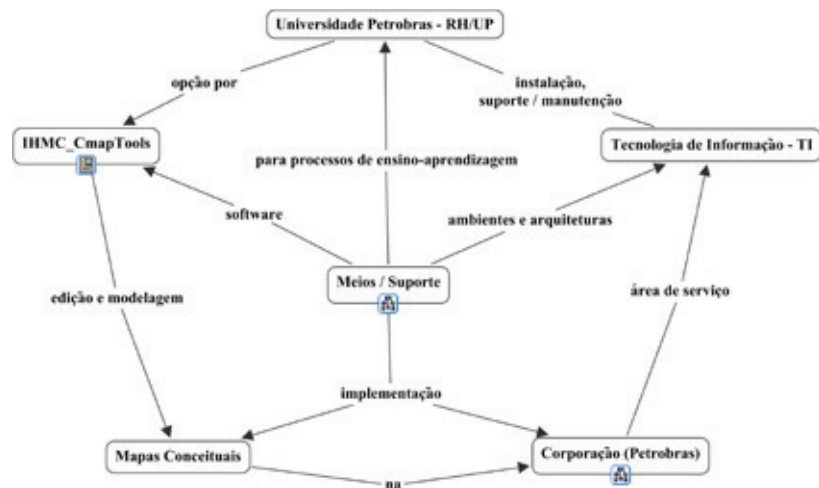 Universidade Petrobras - RH/UP
opção por
instalação,
suporte / manutenção
IHMC_CmapTools
Tecnologia de Informação - TI
para processos de ensino-aprendizagem
software
ambientes e arquiteturas
Meios / Suporte
edição e modelagem
área de serviço
implementação
Mapas Conceituais
Corporação (Petrobras)
na